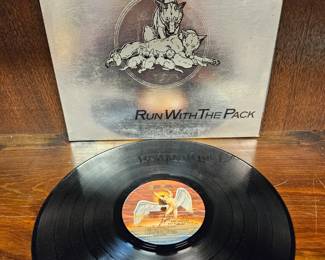 RUN WITH THE PACK